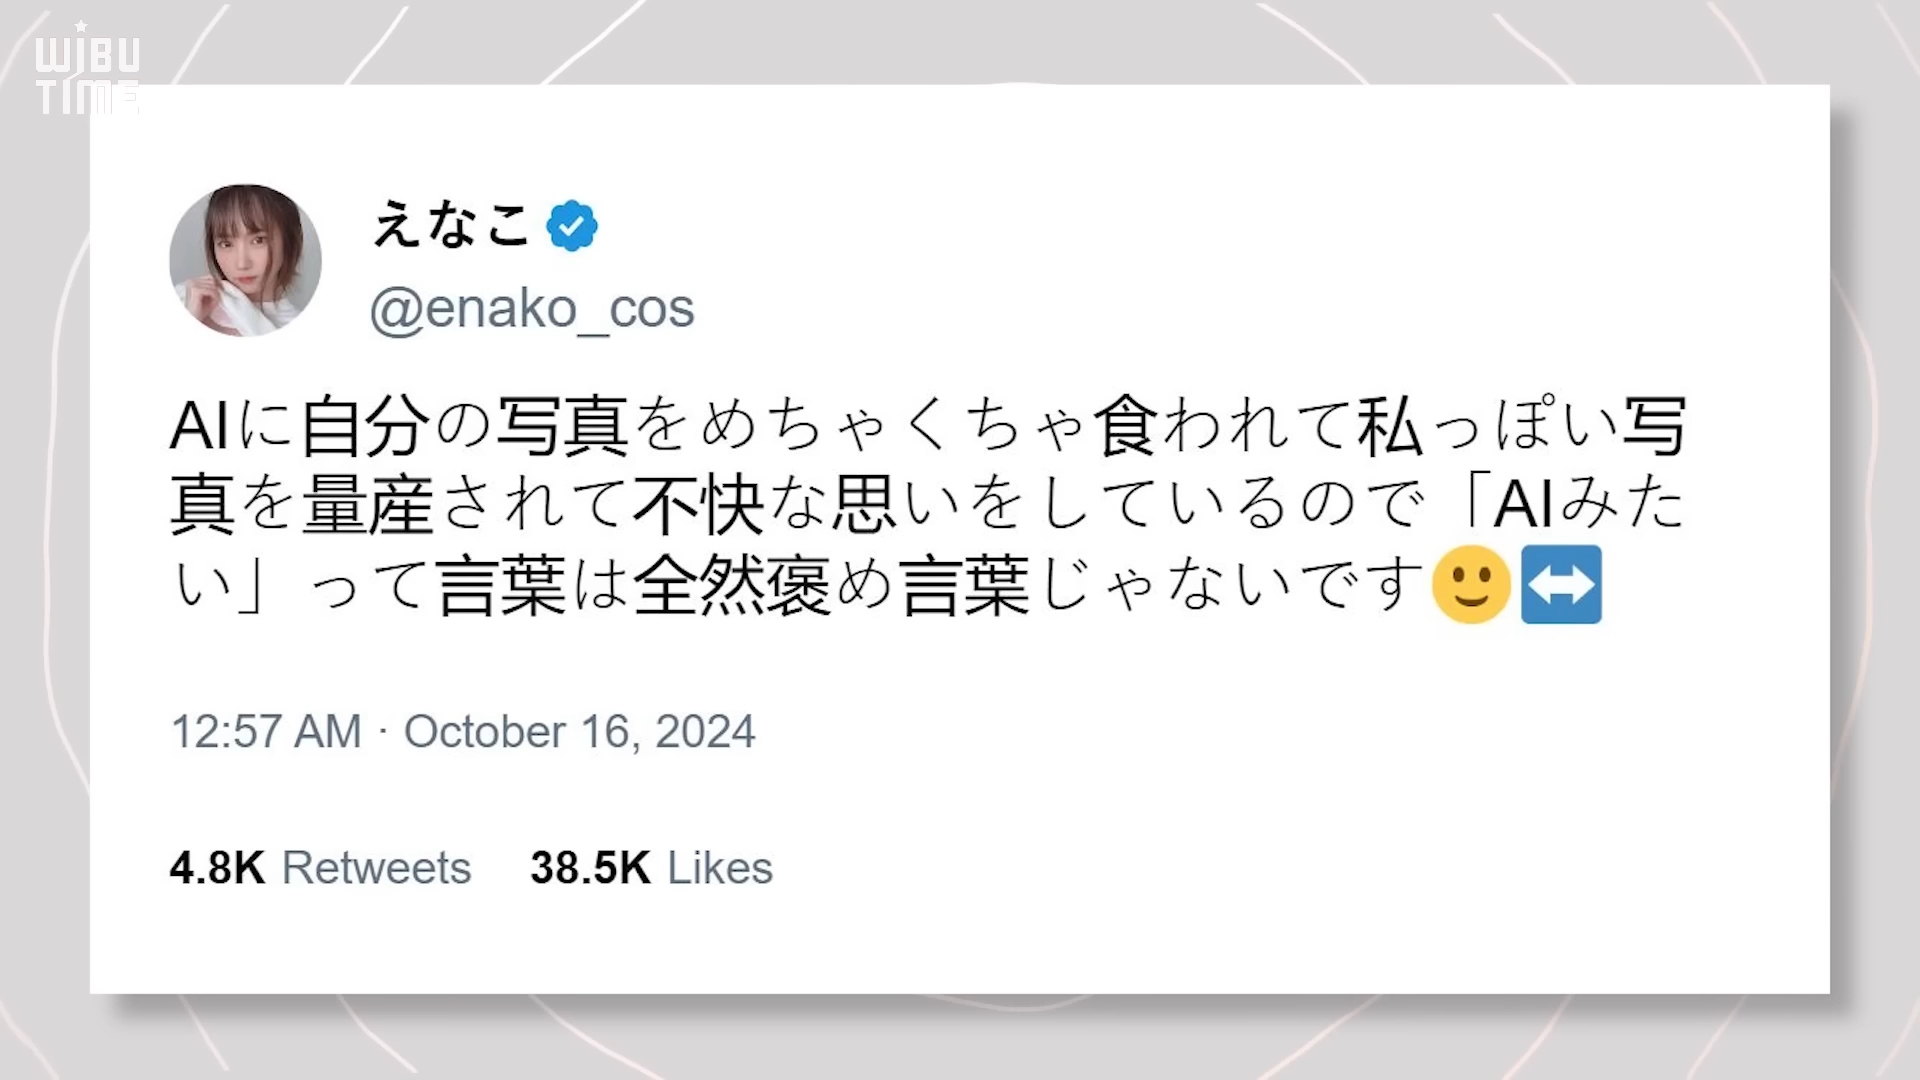 WIBU
TIME
えなこ
@enako_cos
AIに自分の写真をめちゃくちゃ食われて私っぽい写
真を量産されて不快な思いをしているので「AIみた
い」って言葉は全然褒め言葉じゃないです🙂↔️
12:57 AM · October 16, 2024
4.8K Retweets 38.5K Likes